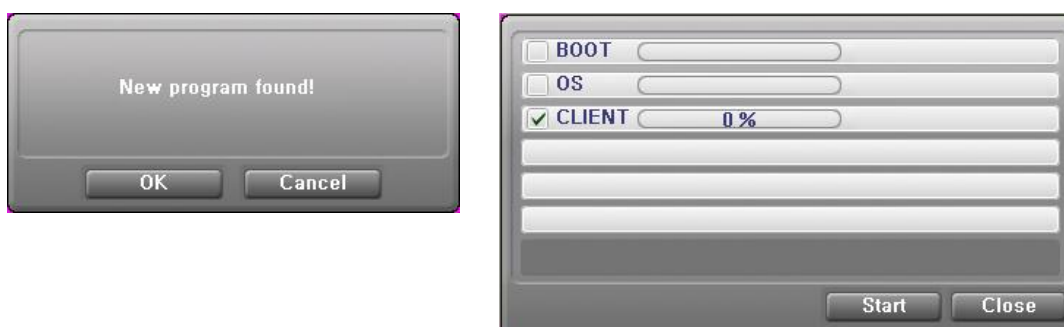 New program found!
OK Cancel
BOOT
OS
CLIENT 0 %
Start Close